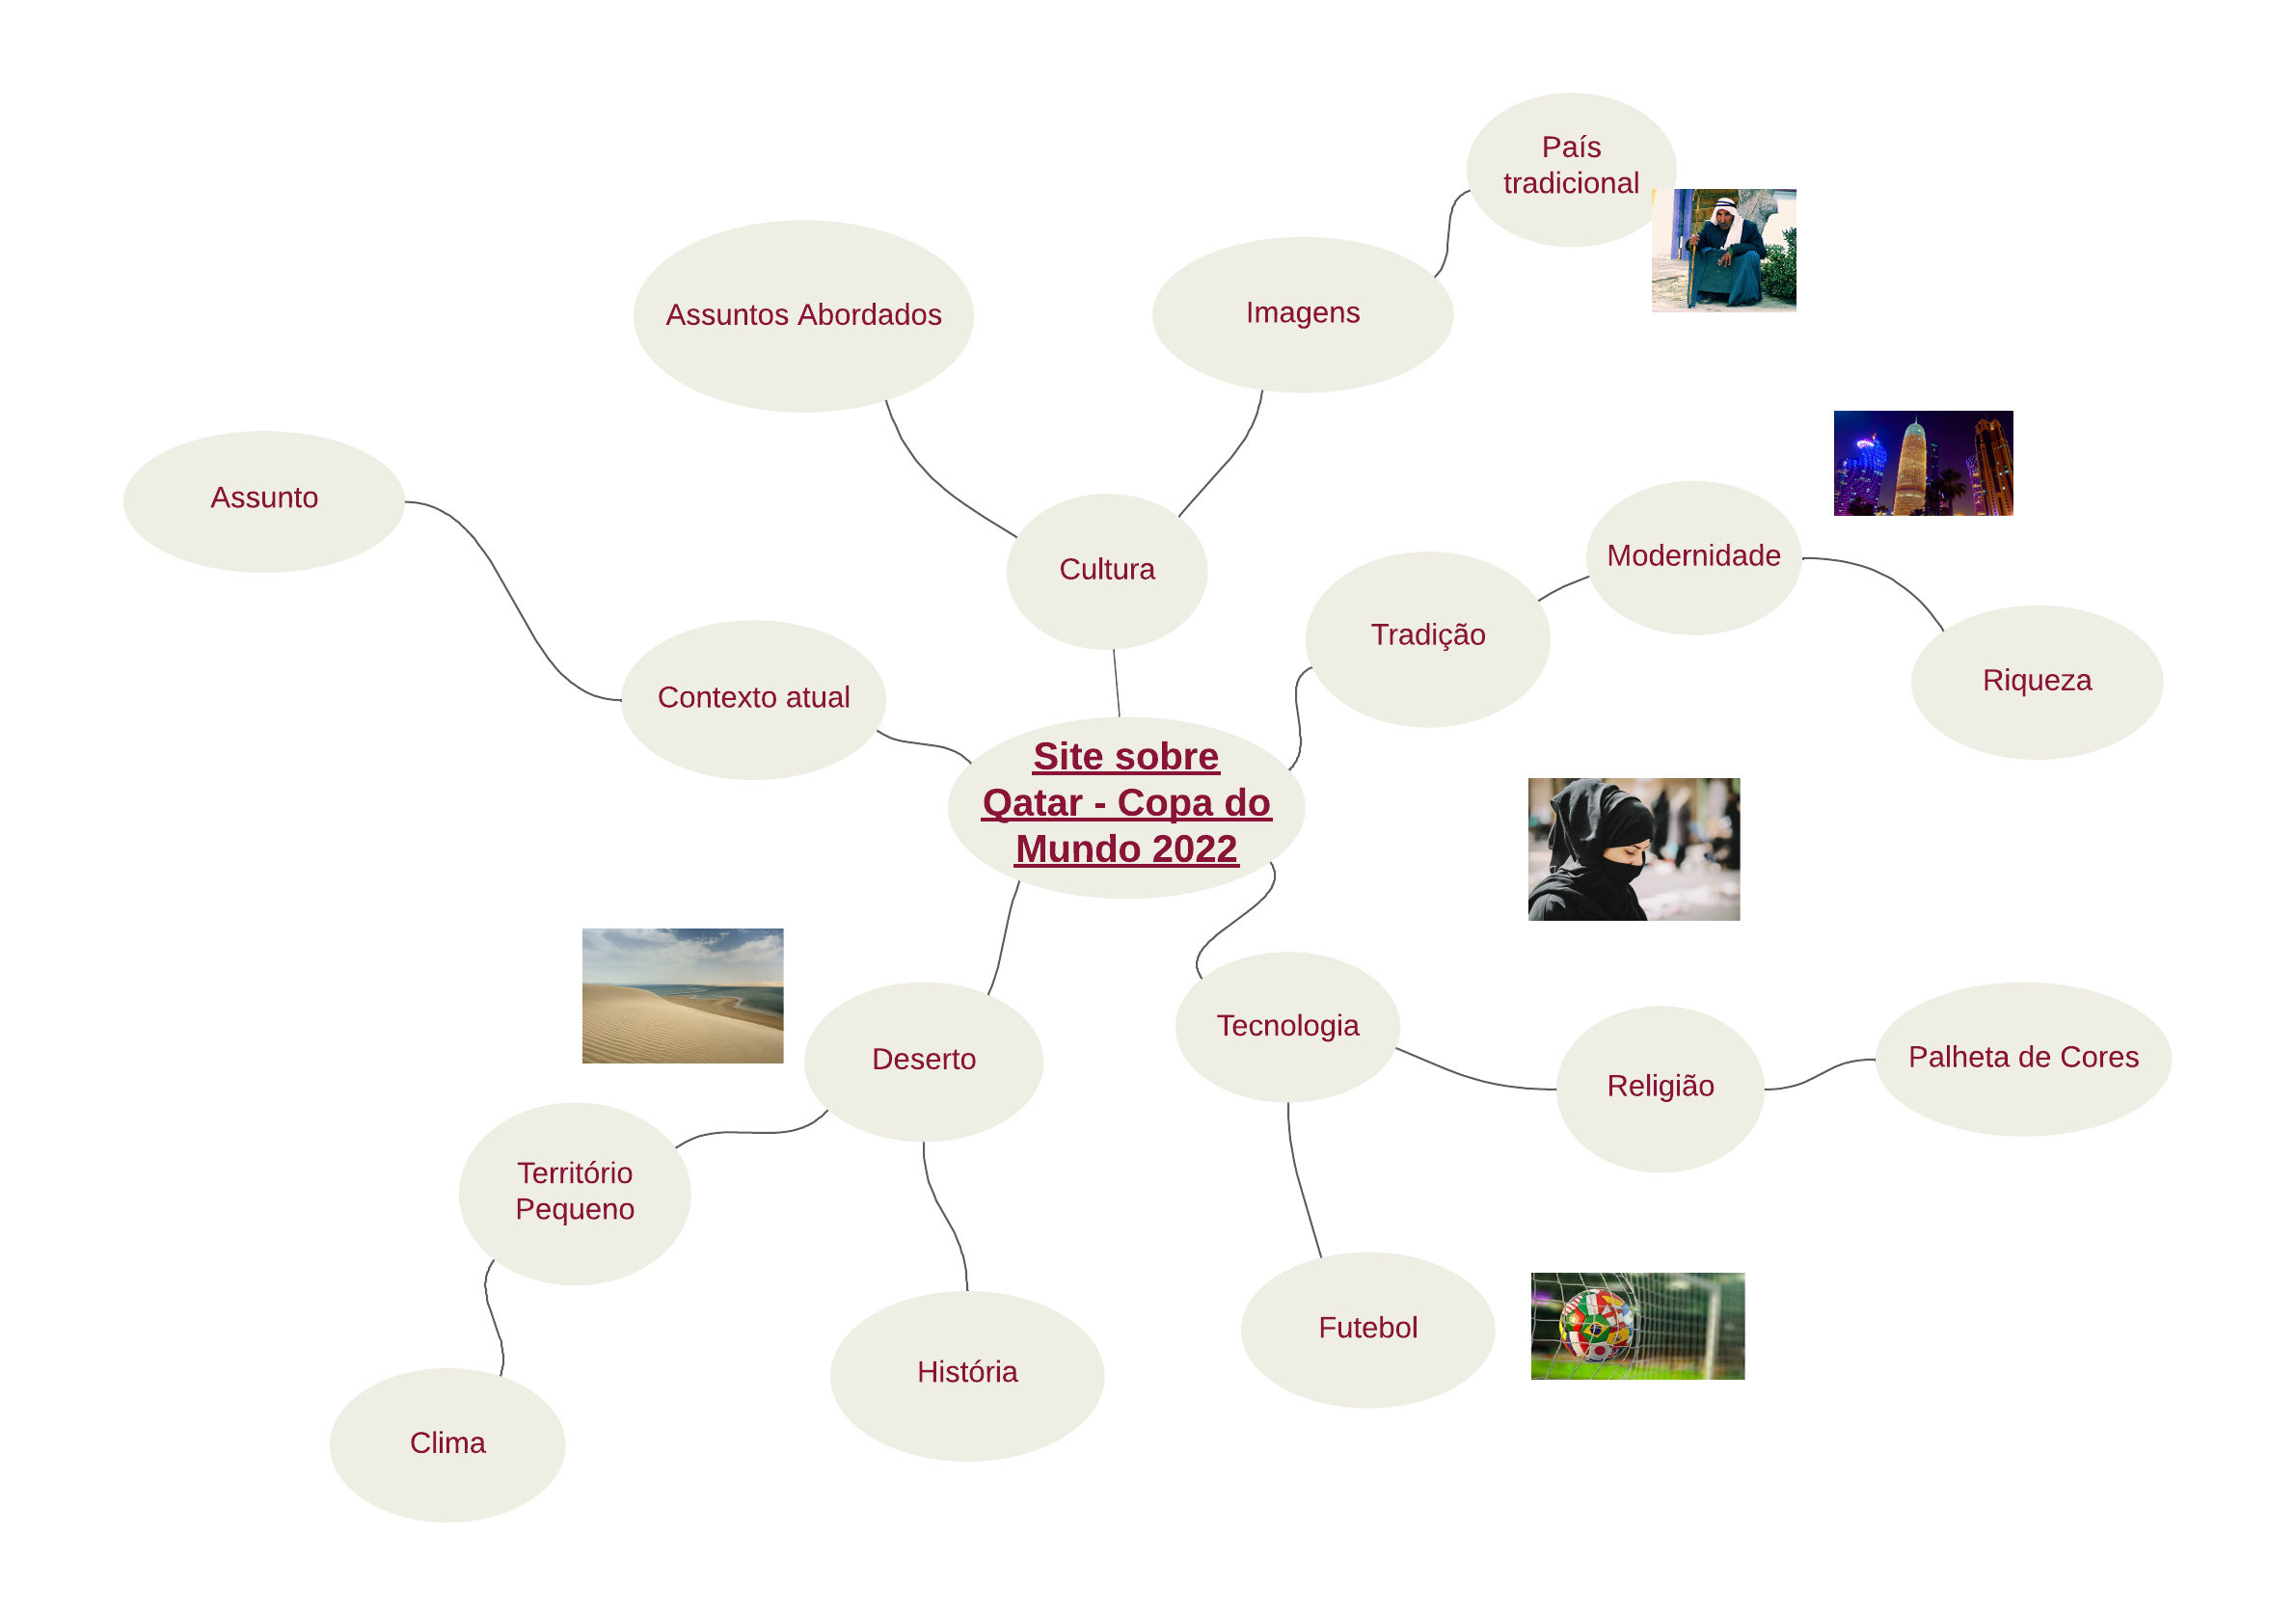 País
tradicional
Assuntos Abordados
Imagens
Assunto
Cultura
Modernidade
Tradição
Riqueza
Contexto atual
Site sobre
Qatar - Copa do
Mundo 2022
Deserto
Tecnologia
Religião
Palheta de Cores
Território
Pequeno
Futebol
História
Clima